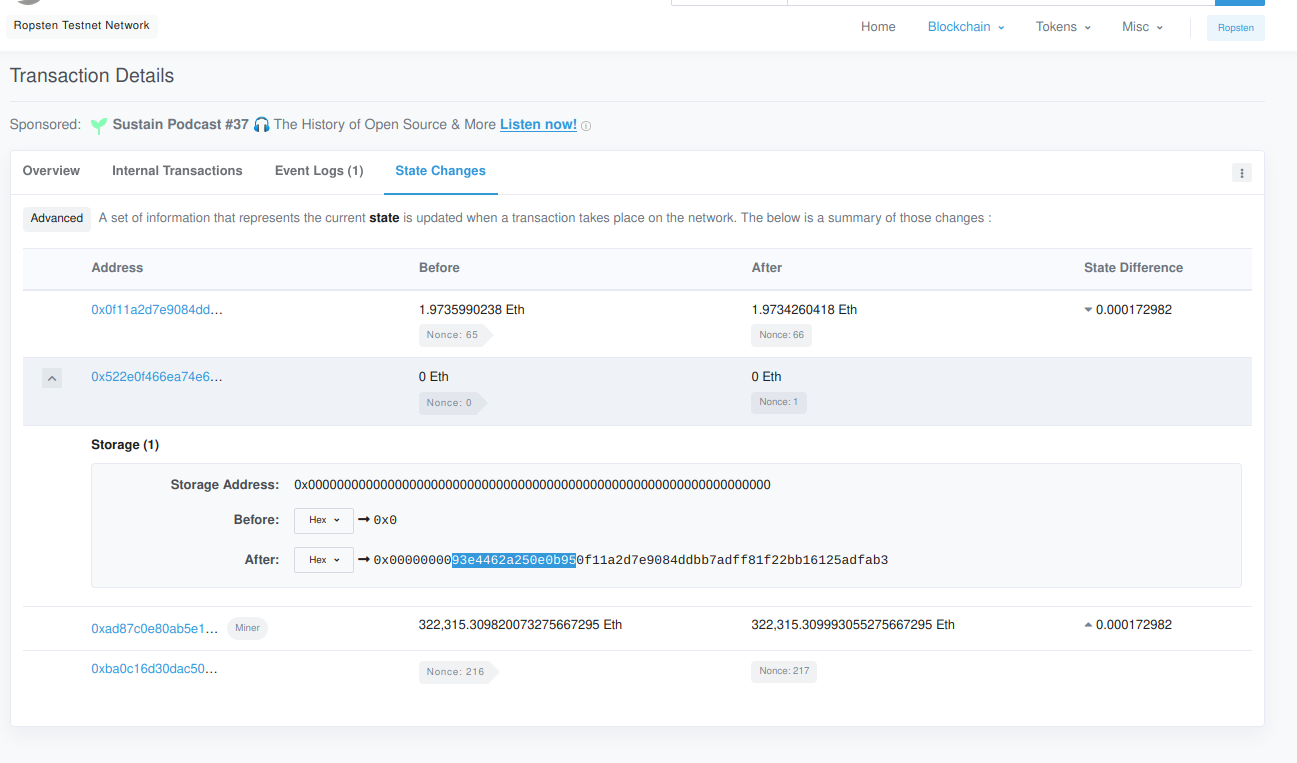 Ropsten Testnet Network
Home Blockchain Tokens Misc Ropsten
Transaction Details
Sponsored: Sustain Podcast #37 🎧 The History of Open Source & More Listen now!
Overview Internal Transactions Event Logs (1) State Changes
Advanced A set of information that represents the current state is updated when a transaction takes place on the network. The below is a summary of those changes :
Address Before After State Difference
0x0f11a2d7e9084dd... 1.9735990238 Eth 1.9734260418 Eth 0.000172982
Nonce: 65 Nonce: 66
0x522e0f466ea74e6... 0 Eth 0 Eth
Nonce: 0 Nonce: 1
Storage (1)
Storage Address: 0x0000000000000000000000000000000000000000000000000000000000000000
Before: Hex → 0x0
After: Hex → 0x0000000093e4462a250e0b950f11a2d7e9084ddbb7adff81f22bb16125adfab3
0xad87c0e80ab5e1... Miner 322,315.309820073275667295 Eth 322,315.309993055275667295 Eth 0.000172982
0xba0c16d30dac50... Nonce: 216 Nonce: 217